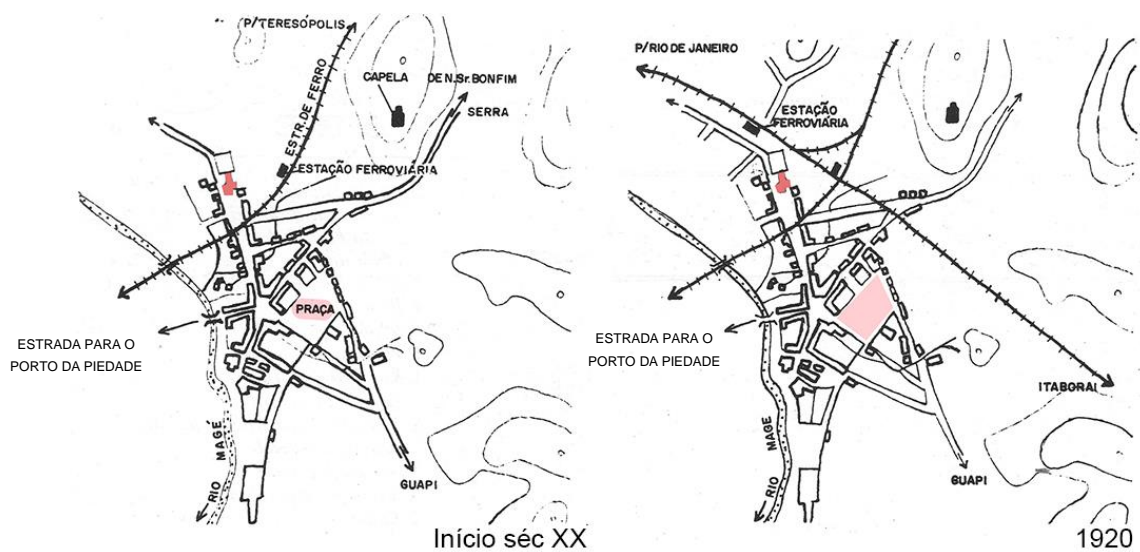 P/TERESÓPOLIS
ESTR. DE FERRO
CAPELA DE N.Sr. BONFIM
SERRA
ESTAÇÃO FERROVIÁRIA
PRAÇA
ESTRADA PARA O
PORTO DA PIEDADE
RIO MAGÉ
GUAPI
Início séc XX
P/RIO DE JANEIRO
ESTAÇÃO
FERROVIÁRIA
ESTRADA PARA O
PORTO DA PIEDADE
ITABORAI
RIO MAGÉ
GUAPI
1920